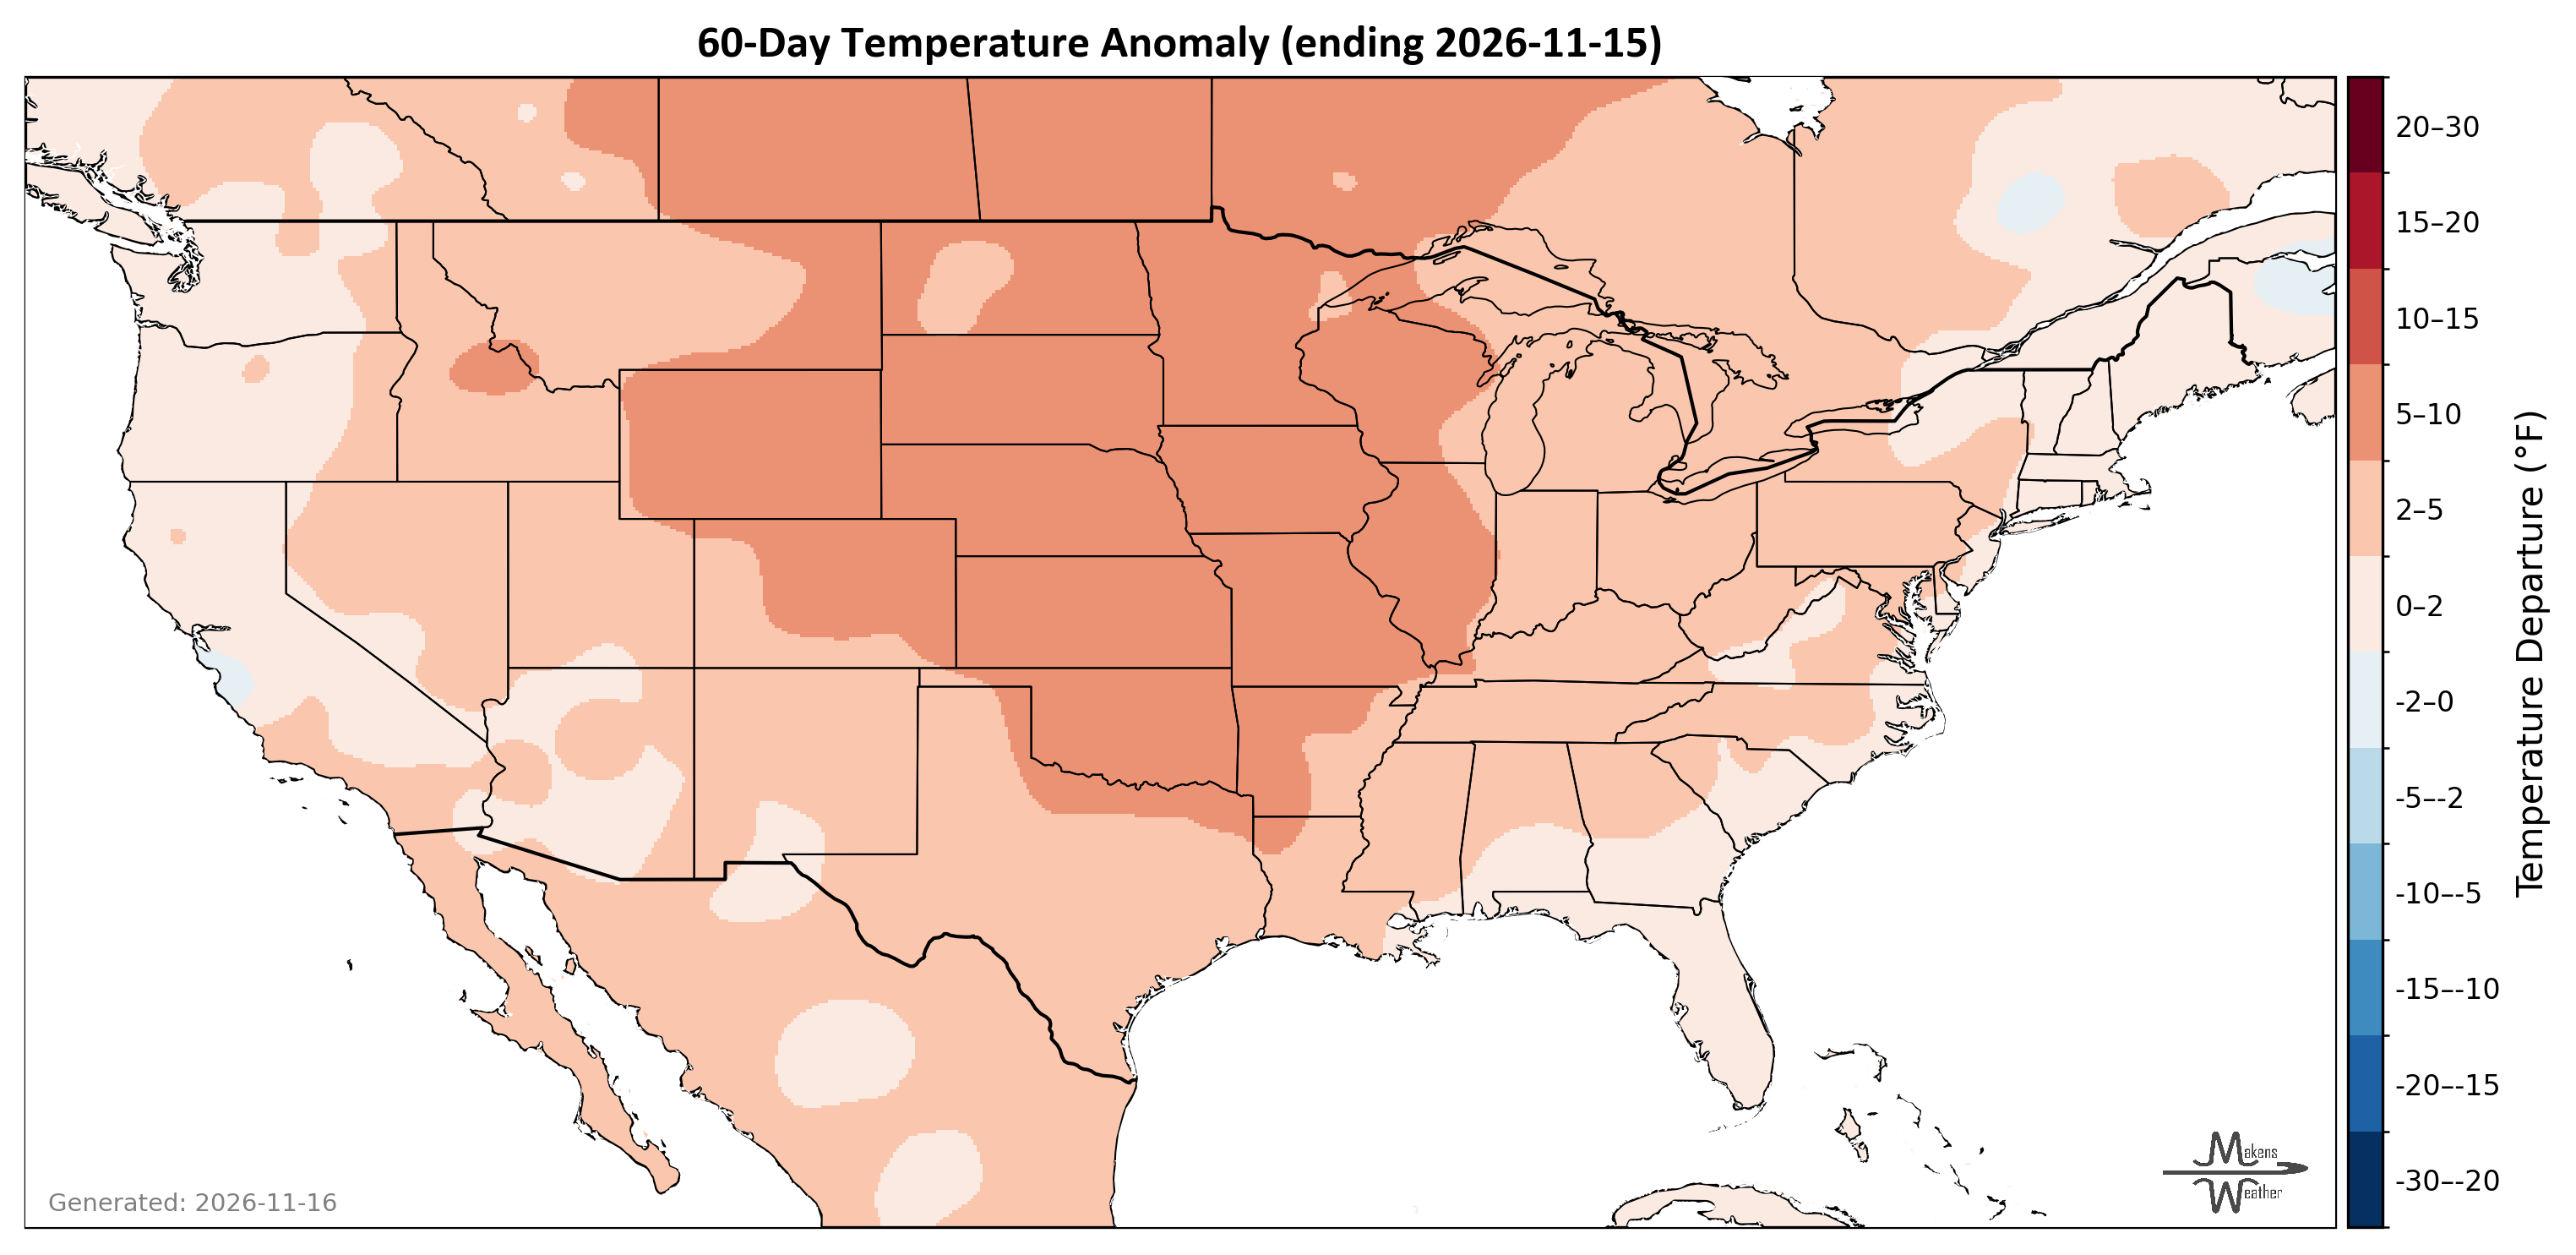 60-Day Temperature Anomaly (ending 2026-11-15)
20–30
15–20
10–15
5–10
2–5
0–2
-2–0
-5–-2
-10–-5
-15–-10
-20–-15
-30–-20
Temperature Departure (°F)
Generated: 2026-11-16
Makens
Weather